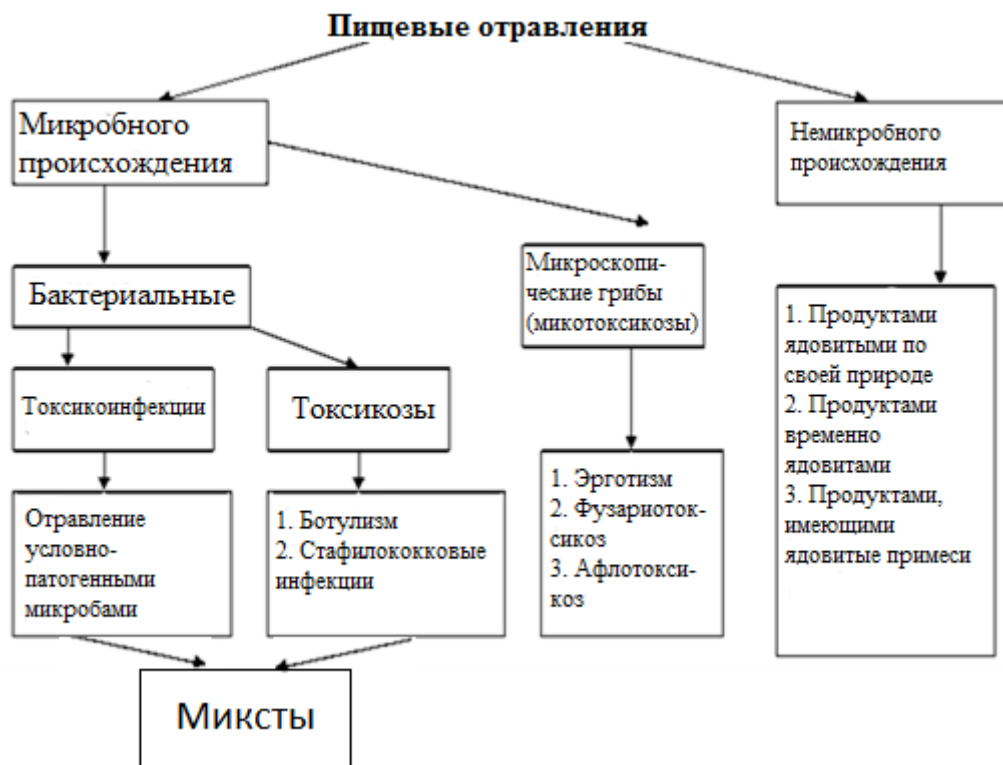 Пищевые отравления
Микробного
происхождения
Немикробного
происхождения
Бактериальные
Микроскопи-
ческие грибы
(микотоксикозы)
1. Продуктами
ядовитыми по
своей природе
2. Продуктами
временно
ядовитами
3. Продуктами,
имеющими
ядовитые примеси
Токсикоинфекции
Токсикозы
Отравление
условно-
патогенными
микробами
1. Ботулизм
2. Стафилококковые
инфекции
1. Эрготизм
2. Фузариоток-
сикоз
3. Афлотокси-
коз
Миксты